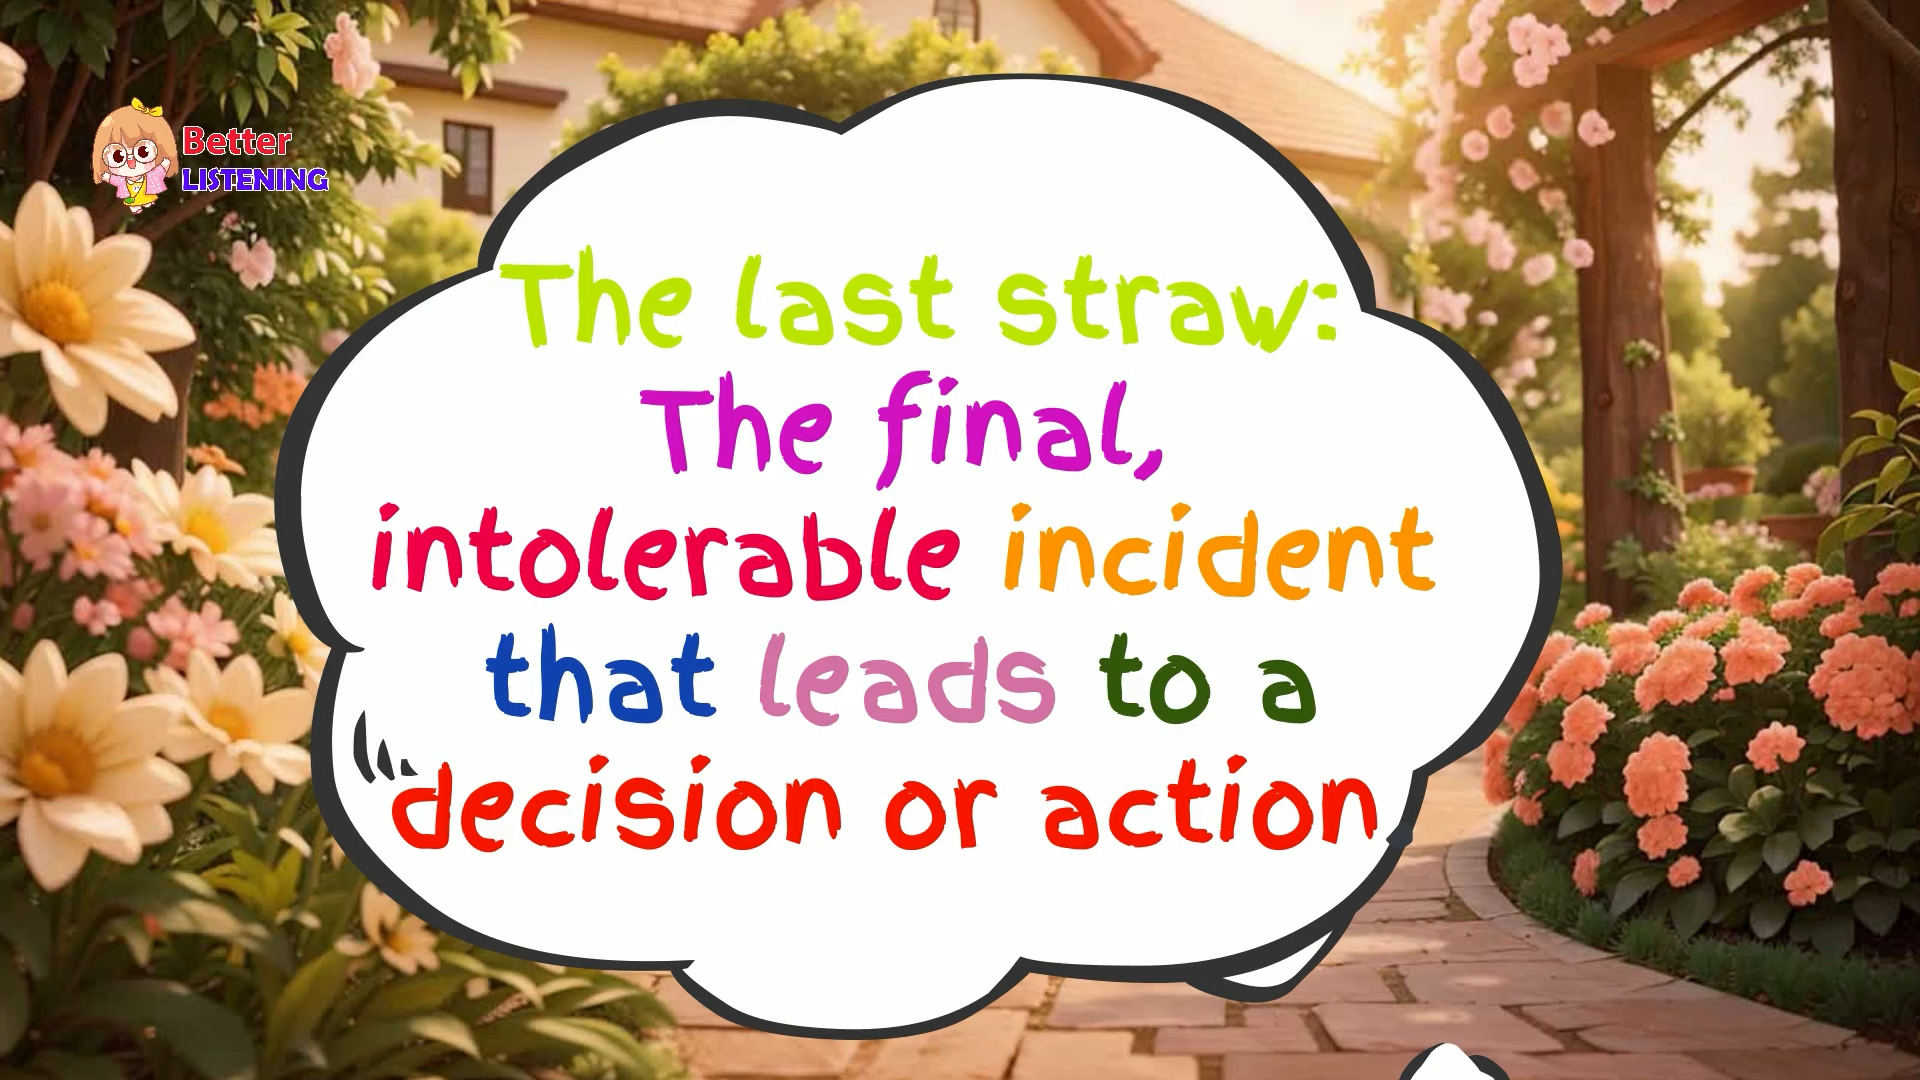 Better
LISTENING
The last straw:
The final,
intolerable incident
that leads to a
decision or action